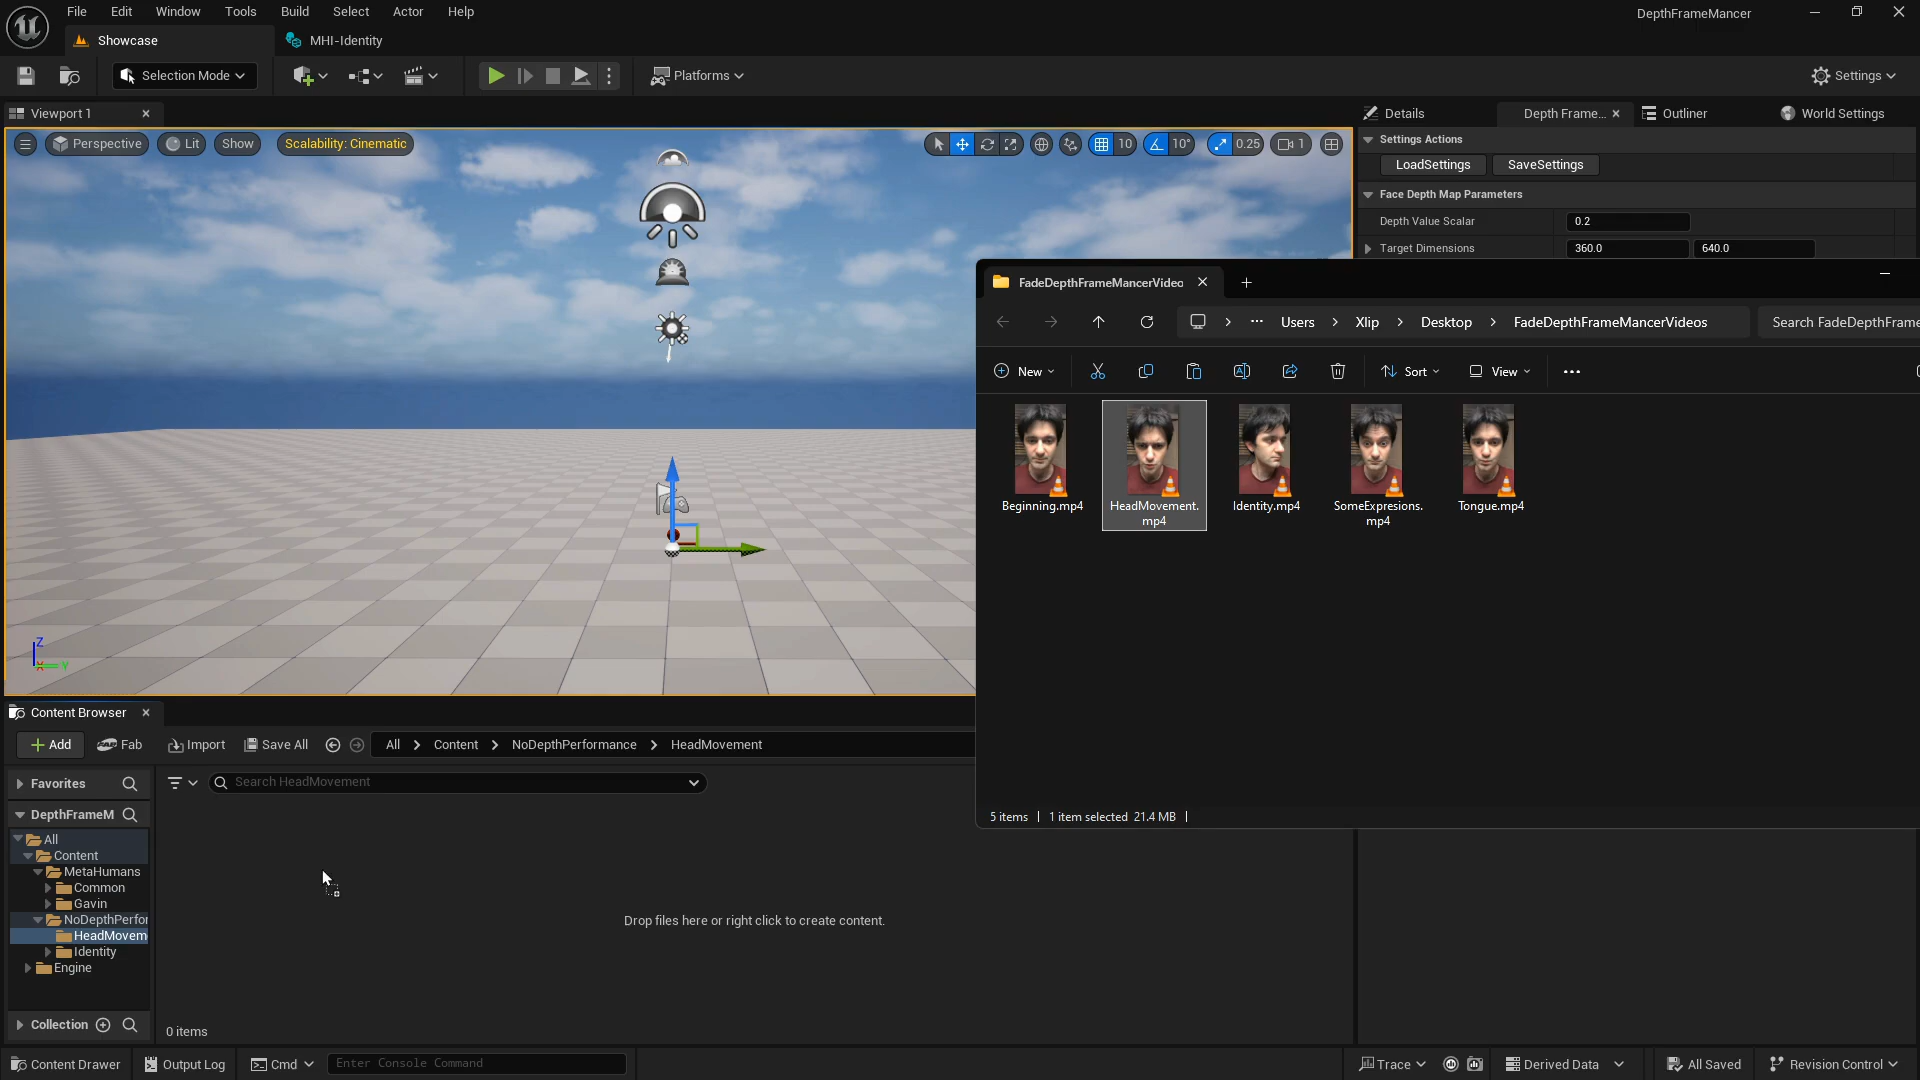 File Edit Window Tools Build Select Actor Help
DepthFrameMancer
Showcase
MHI-Identity
Selection Mode
Platforms
Settings
Viewport 1
Details
Depth Frame...
Outliner
World Settings
Perspective
Lit
Show
Scalability: Cinematic
10
10°
0.25
1
Settings Actions
LoadSettings
SaveSettings
Face Depth Map Parameters
Depth Value Scalar
0.2
Target Dimensions
360.0
640.0
FadeDepthFrameMancerVideo
Users
Xlip
Desktop
FadeDepthFrameMancerVideos
Search FadeDepthFrame
New
Sort
View
Beginning.mp4
HeadMovement.
mp4
Identity.mp4
SomeExpresions.
mp4
Tongue.mp4
5 items
1 item selected 21.4 MB
Z
Y
X
Content Browser
Add
Fab
Import
Save All
All
Content
NoDepthPerformance
HeadMovement
Favorites
Search HeadMovement
DepthFrameM
All
Content
MetaHumans
Common
Gavin
NoDepthPerfor
HeadMovem
Identity
Engine
Drop files here or right click to create content.
Collection
0 items
Content Drawer
Output Log
Cmd
Enter Console Command
Trace
Derived Data
All Saved
Revision Control